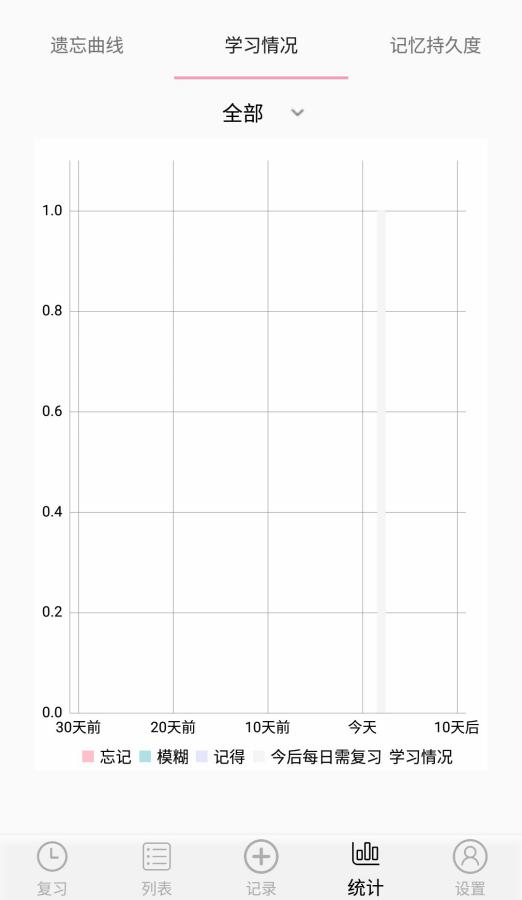 遗忘曲线 学习情况 记忆持久度
全部
1.0
0.8
0.6
0.4
0.2
0.0
30天前 20天前 10天前 今天 10天后
忘记 模糊 记得 今后每日需复习 学习情况
复习 列表 记录 统计 设置